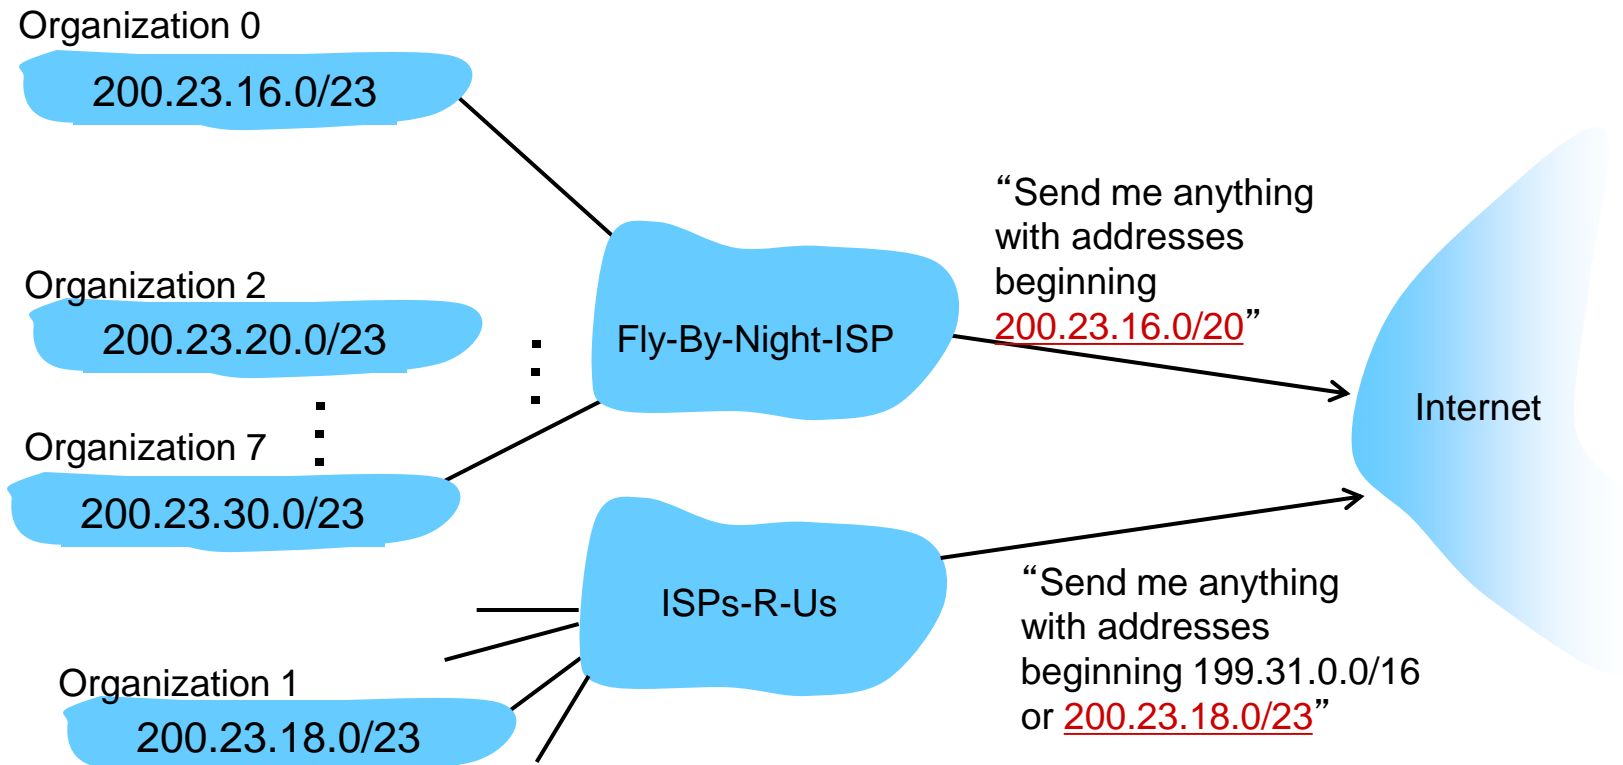 Organization 0
200.23.16.0/23
Organization 2
200.23.20.0/23
Organization 7
200.23.30.0/23
Fly-By-Night-ISP
“Send me anything
with addresses
beginning
200.23.16.0/20”
Internet
ISPs-R-Us
Organization 1
200.23.18.0/23
“Send me anything
with addresses
beginning 199.31.0.0/16
or 200.23.18.0/23”